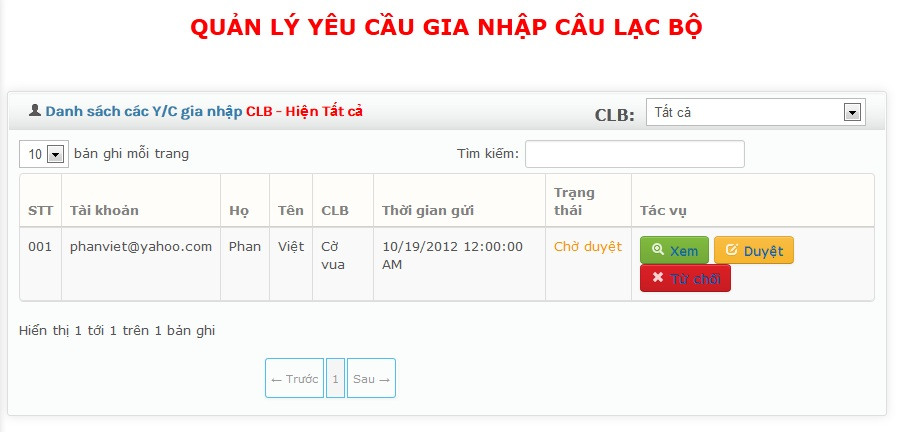 QUẢN LÝ YÊU CẦU GIA NHẬP CÂU LẠC BỘ
Danh sách các Y/C gia nhập CLB - Hiện Tất cả
CLB: Tất cả
10 bản ghi mỗi trang
Tìm kiếm:
STT Tài khoản Họ Tên CLB Thời gian gửi Trạng thái Tác vụ
001 phanviet@yahoo.com Phan Việt Cờ vua 10/19/2012 12:00:00 AM Chờ duyệt Xem Duyệt
Từ chối
Hiển thị 1 tới 1 trên 1 bản ghi
← Trước 1 Sau →